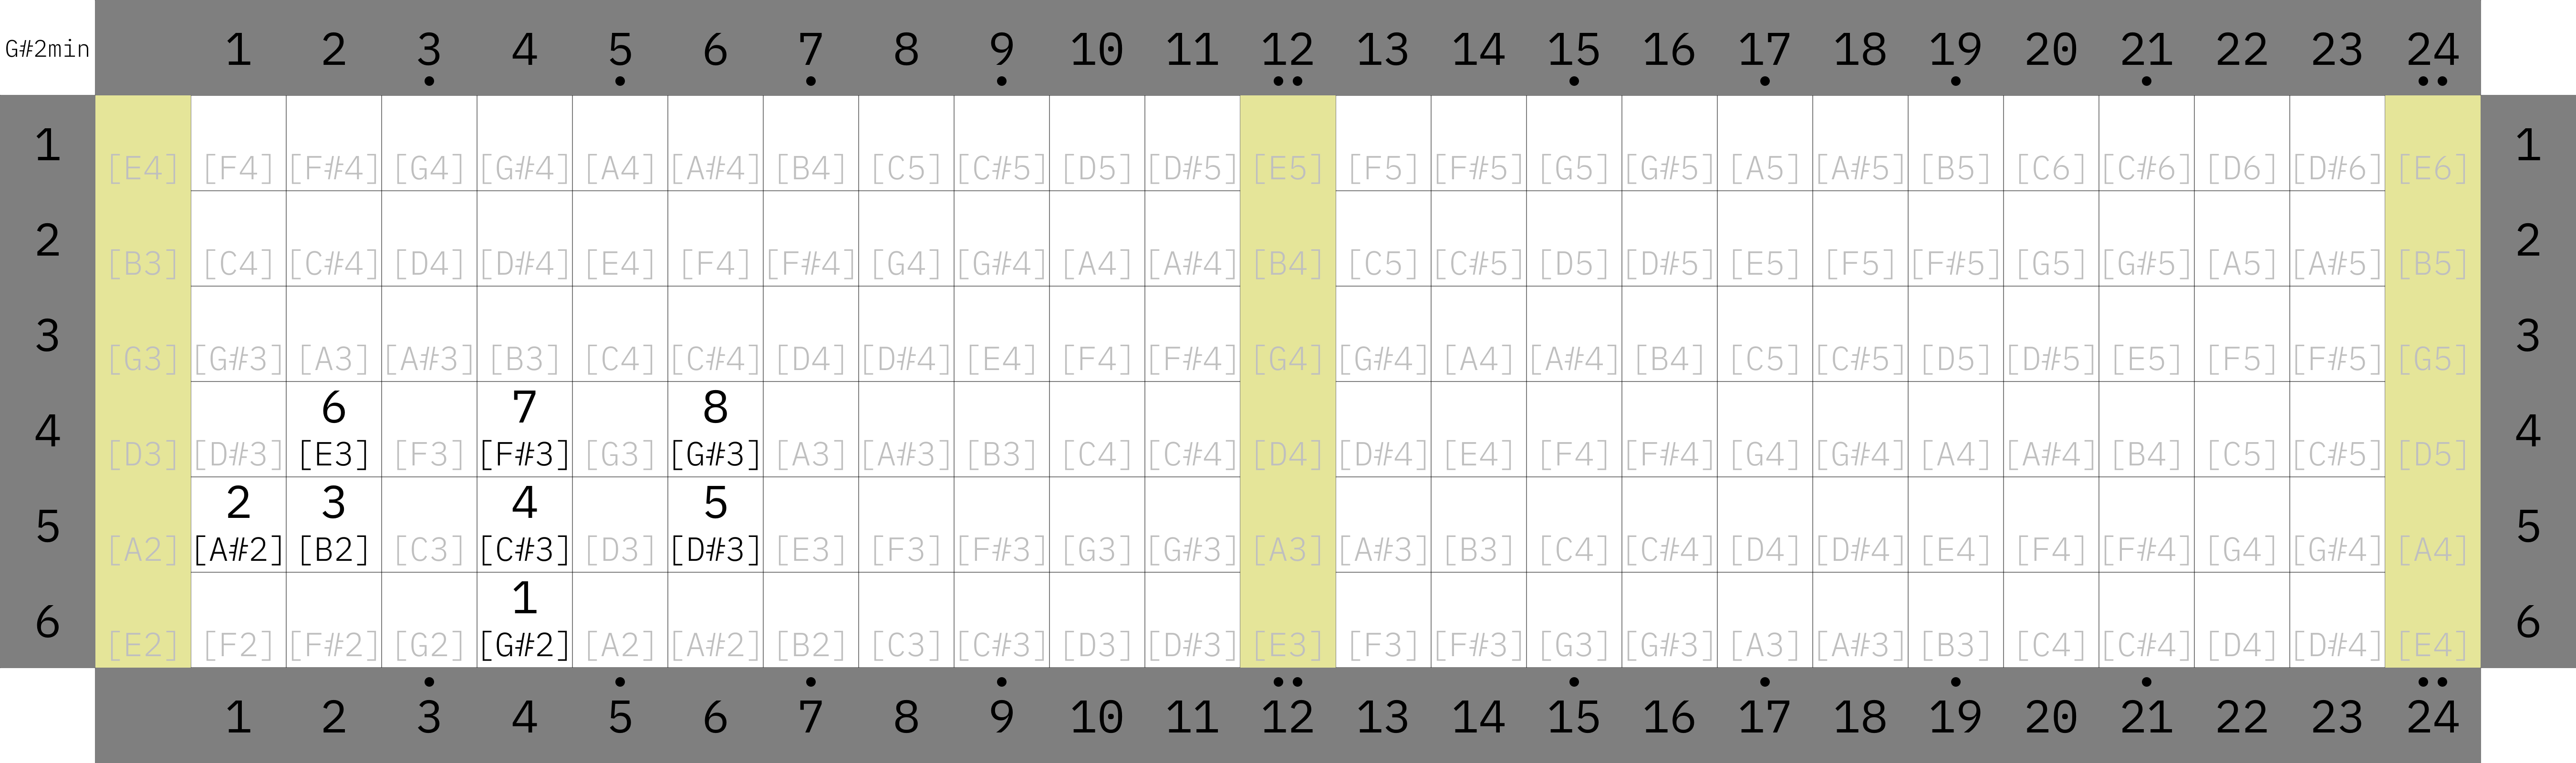 G#2min 1 2 3 4 5 6 7 8 9 10 11 12 13 14 15 16 17 18 19 20 21 22 23 24
1 [E4] [F4] [F#4] [G4] [G#4] [A4] [A#4] [B4] [C5] [C#5] [D5] [D#5] [E5] [F5] [F#5] [G5] [G#5] [A5] [A#5] [B5] [C6] [C#6] [D6] [D#6] [E6] 1
2 [B3] [C4] [C#4] [D4] [D#4] [E4] [F4] [F#4] [G4] [G#4] [A4] [A#4] [B4] [C5] [C#5] [D5] [D#5] [E5] [F5] [F#5] [G5] [G#5] [A5] [A#5] [B5] 2
3 [G3] [G#3] [A3] [A#3] [B3] [C4] [C#4] [D4] [D#4] [E4] [F4] [F#4] [G4] [G#4] [A4] [A#4] [B4] [C5] [C#5] [D5] [D#5] [E5] [F5] [F#5] [G5] 3
6 7 8
4 [D3] [D#3] [E3] [F3] [F#3] [G3] [G#3] [A3] [A#3] [B3] [C4] [C#4] [D4] [D#4] [E4] [F4] [F#4] [G4] [G#4] [A4] [A#4] [B4] [C5] [C#5] [D5] 4
2 3 4 5
5 [A2] [A#2] [B2] [C3] [C#3] [D3] [D#3] [E3] [F3] [F#3] [G3] [G#3] [A3] [A#3] [B3] [C4] [C#4] [D4] [D#4] [E4] [F4] [F#4] [G4] [G#4] [A4] 5
1
6 [E2] [F2] [F#2] [G2] [G#2] [A2] [A#2] [B2] [C3] [C#3] [D3] [D#3] [E3] [F3] [F#3] [G3] [G#3] [A3] [A#3] [B3] [C4] [C#4] [D4] [D#4] [E4] 6
1 2 3 4 5 6 7 8 9 10 11 12 13 14 15 16 17 18 19 20 21 22 23 24